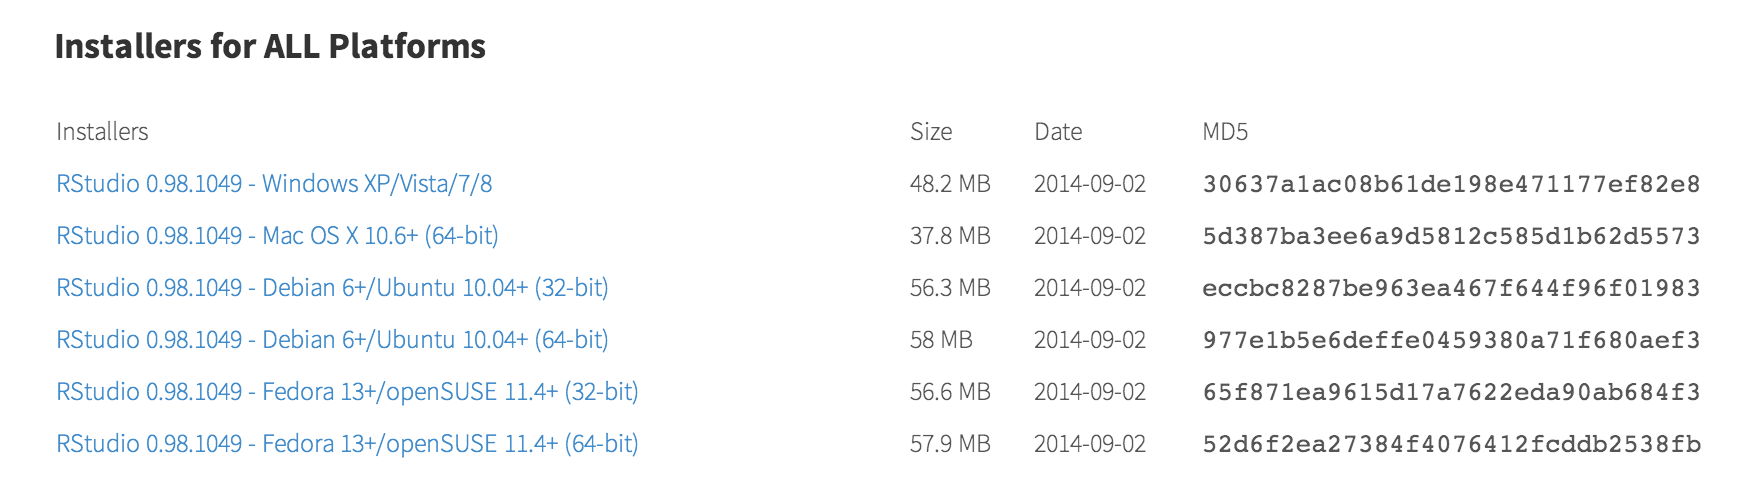 Installers for ALL Platforms
Installers Size Date MD5
RStudio 0.98.1049 - Windows XP/Vista/7/8 48.2 MB 2014-09-02 30637a1ac08b61de198e471177ef82e8
RStudio 0.98.1049 - Mac OS X 10.6+ (64-bit) 37.8 MB 2014-09-02 5d387ba3ee6a9d5812c585d1b62d5573
RStudio 0.98.1049 - Debian 6+/Ubuntu 10.04+ (32-bit) 56.3 MB 2014-09-02 eccbc8287be963ea467f644f96f01983
RStudio 0.98.1049 - Debian 6+/Ubuntu 10.04+ (64-bit) 58 MB 2014-09-02 977e1b5e6deffe0459380a71f680aef3
RStudio 0.98.1049 - Fedora 13+/openSUSE 11.4+ (32-bit) 56.6 MB 2014-09-02 65f871ea9615d17a7622eda90ab684f3
RStudio 0.98.1049 - Fedora 13+/openSUSE 11.4+ (64-bit) 57.9 MB 2014-09-02 52d6f2ea27384f4076412fcddb2538fb